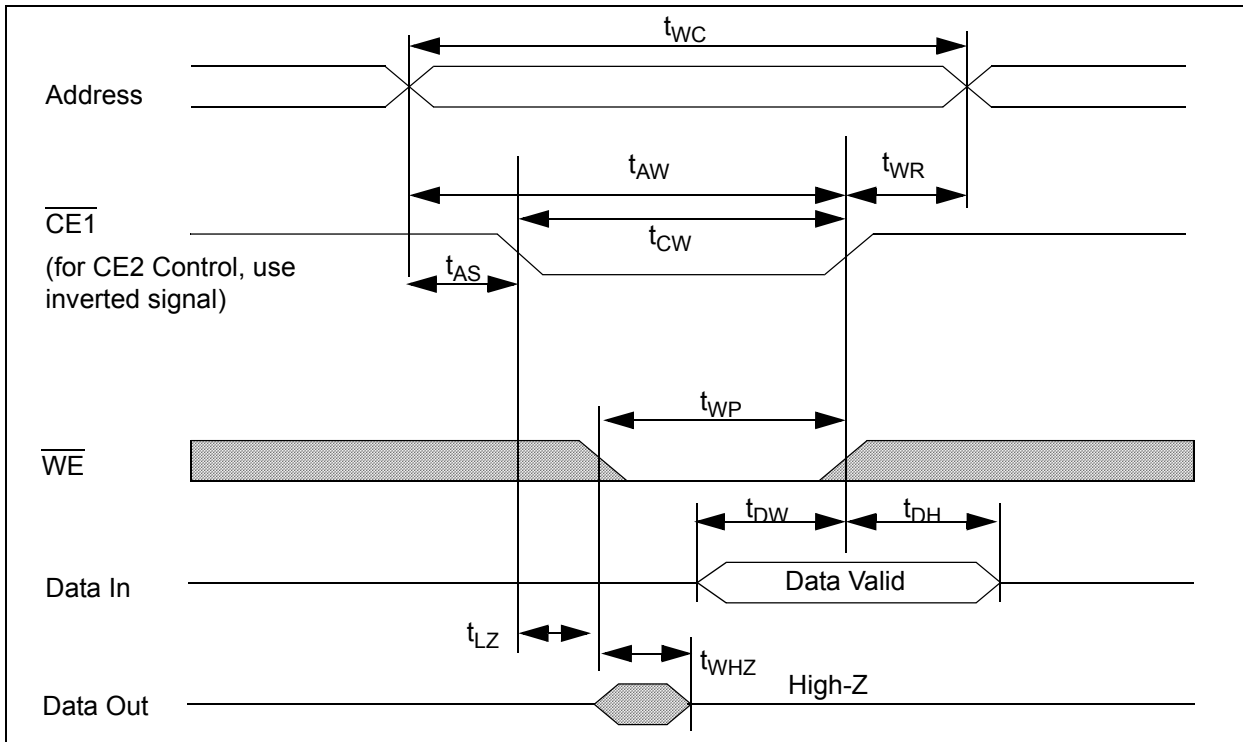 tWC
Address
tAW
tWR
CE1
tCW
(for CE2 Control, use
inverted signal)
tAS
tWP
WE
tDW
tDH
Data In
Data Valid
tLZ
tWHZ
High-Z
Data Out